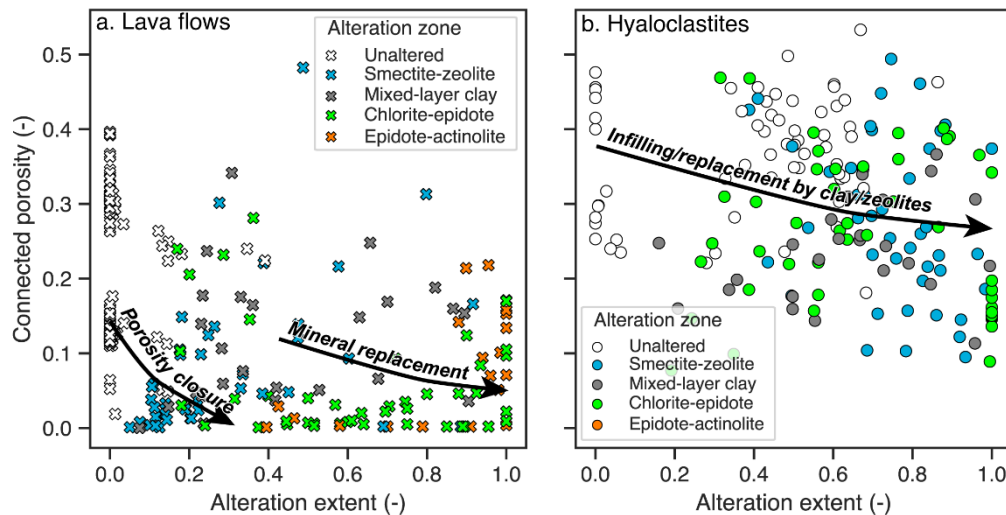 a. Lava flows
Alteration zone
Unaltered
Smectite-zeolite
Mixed-layer clay
Chlorite-epidote
Epidote-actinolite
Porosity closure
Mineral replacement
Connected porosity (-)
0.5
0.4
0.3
0.2
0.1
0.0
0.0 0.2 0.4 0.6 0.8 1.0
Alteration extent (-)
b. Hyaloclastites
Infilling/replacement by clay/zeolites
Alteration zone
Unaltered
Smectite-zeolite
Mixed-layer clay
Chlorite-epidote
Epidote-actinolite
0.0 0.2 0.4 0.6 0.8 1.0
Alteration extent (-)